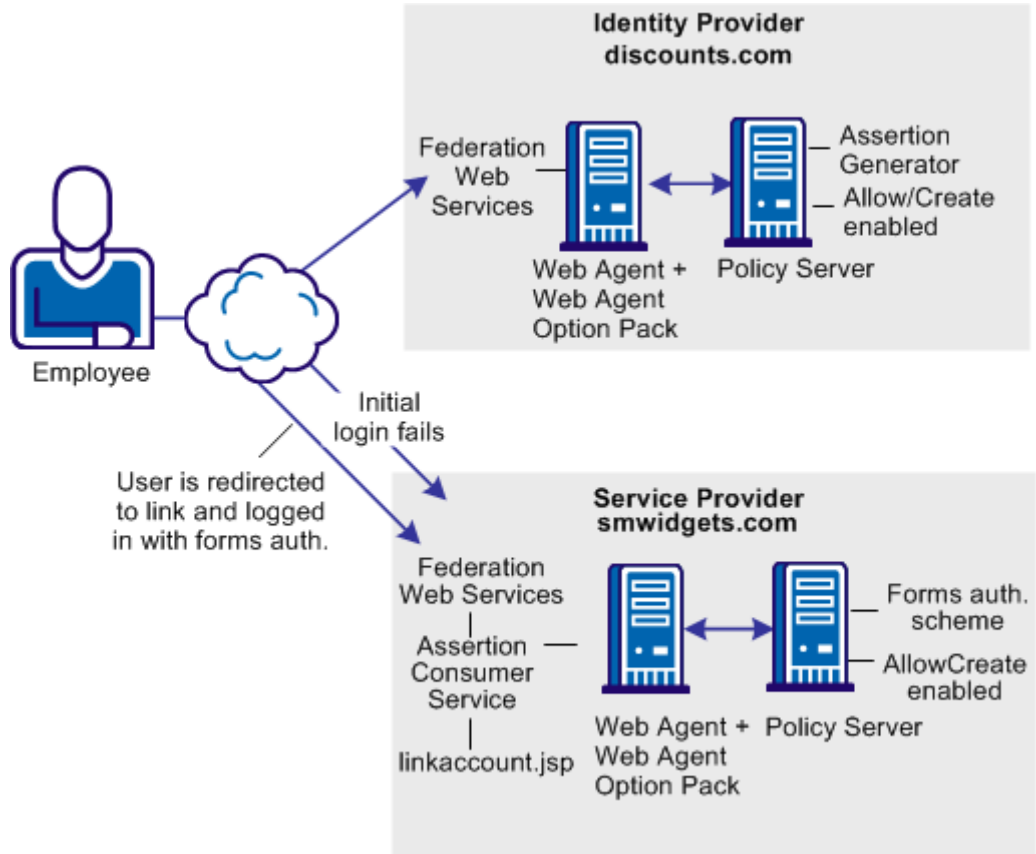 Identity Provider
discounts.com
Federation
Web
Services
Assertion
Generator
Allow/Create
enabled
Web Agent +
Web Agent
Option Pack
Policy Server
Employee
Initial
login fails
User is redirected
to link and logged
in with forms auth.
Service Provider
smwidgets.com
Federation
Web Services
Assertion
Consumer
Service
linkaccount.jsp
Forms auth.
scheme
AllowCreate
enabled
Web Agent +
Web Agent
Option Pack
Policy Server